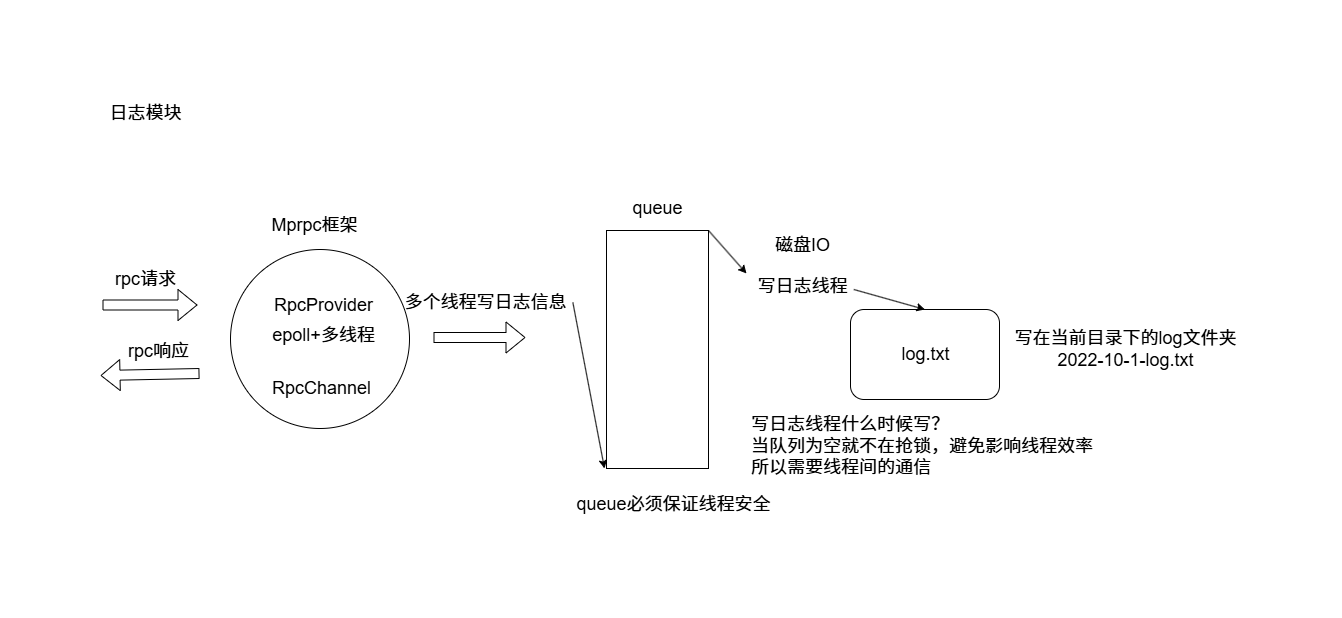 日志模块
Mprpc框架
rpc请求
rpc响应
RpcProvider
epoll+多线程
RpcChannel
多个线程写日志信息
queue
queue必须保证线程安全
磁盘IO
写日志线程
log.txt
写在当前目录下的log文件夹
2022-10-1-log.txt
写日志线程什么时候写?
当队列为空就不在抢锁，避免影响线程效率
所以需要线程间的通信